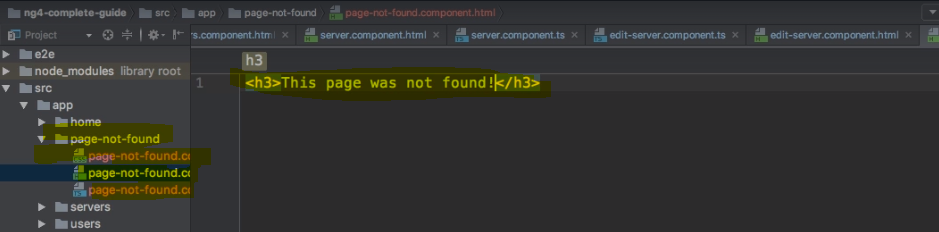 ng4-complete-guide src app page-not-found page-not-found.component.html
Project rs.component.html server.component.html server.component.ts edit-server.component.ts edit-server.component.html
e2e
h3
node_modules library root
1 <h3>This page was not found!</h3>
src
app
home
page-not-found
page-not-found.co
page-not-found.co
page-not-found.co
servers
users